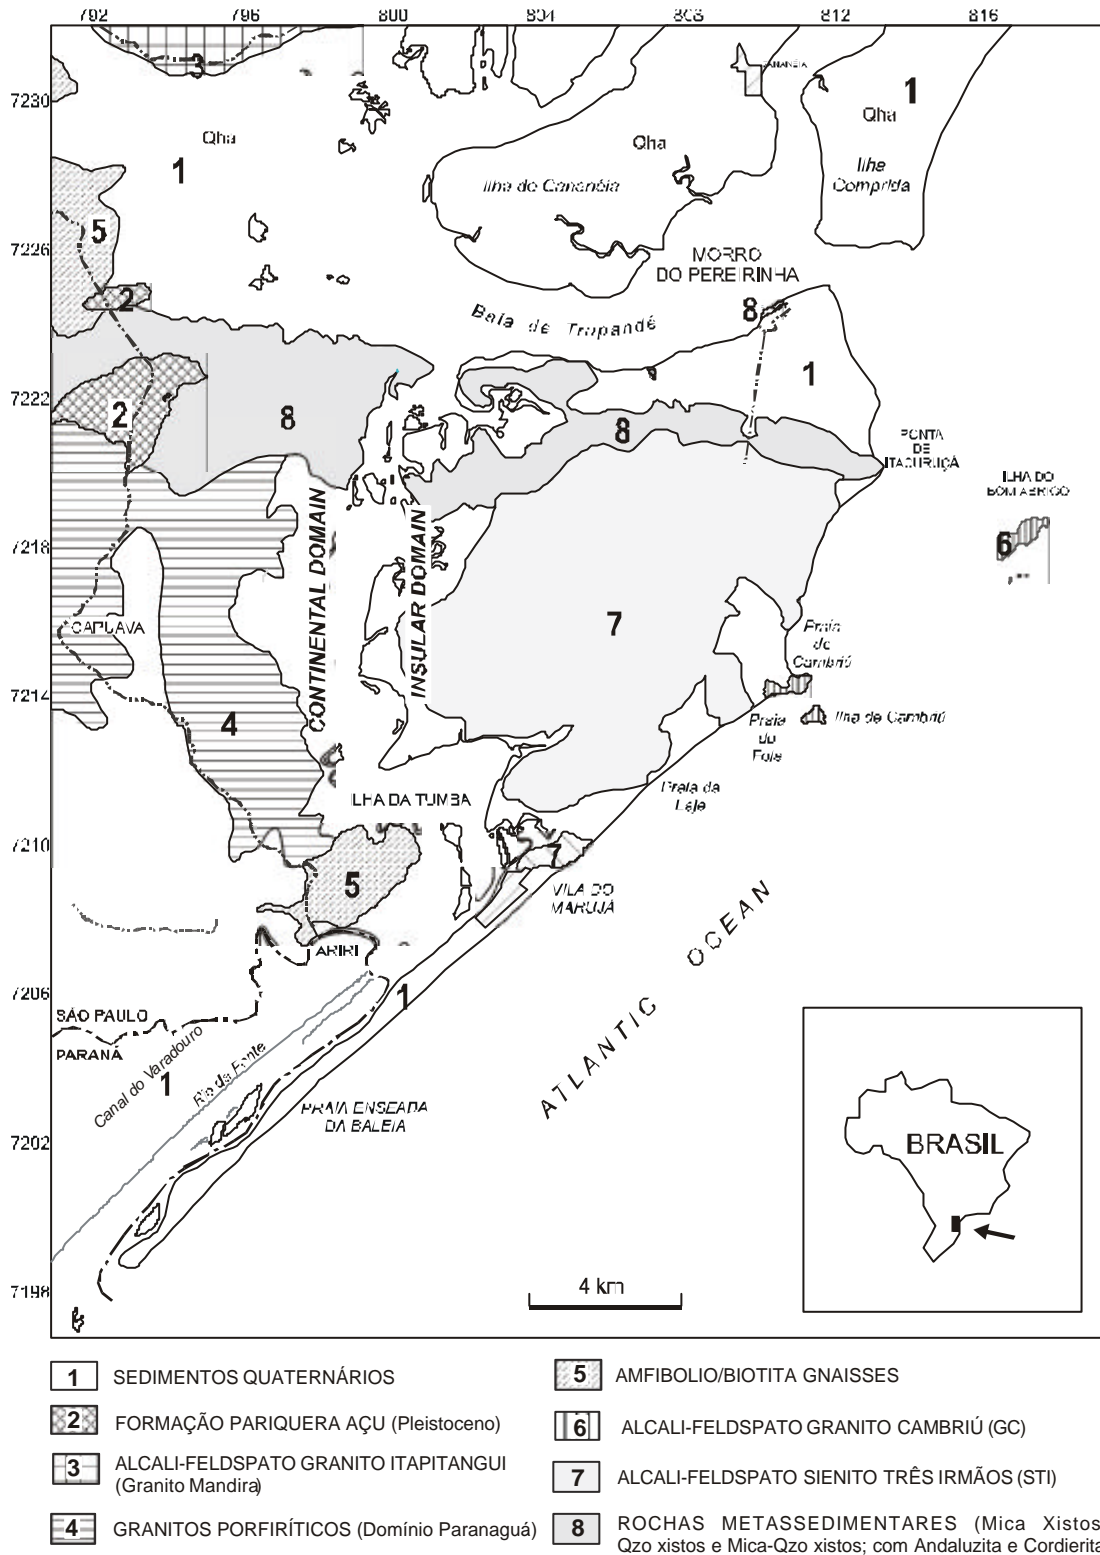 792 796 800 804 808 812 816
3
CANANÉIA
7230
1
Qha
Qha
Qha
1
Ilha do Cananéia
Ilha
Comprida
5
7226
MORRO
DO PEREIRINHA
2
8
Baía de Trapandé
1
7222
2
8
8
PONTA
DE
ITACURUÇÁ
ILHA DO
BOM ABRIGO
6
7218
CONTINENTAL DOMAIN
INSULAR DOMAIN
CAPUAVA
7
Praia
do
Cambriú
7214
4
Praia
do
Foles
Ilha de Cambriú
ILHA DA TUMBA
Praia da
Laje
7210
5
VILA DO
MARUJÁ
ARIRI
7206
1
SÃO PAULO
PARANÁ
Canal do Varadouro
1
Rio da Fonte
ATLANTIC OCEAN
PRAIA ENSEADA
DA BALEIA
7202
BRASIL
7198
4 km
1 SEDIMENTOS QUATERNÁRIOS
2 FORMAÇÃO PARIQUERA AÇU (Pleistoceno)
3 ALCALI-FELDSPATO GRANITO ITAPITANGUI
(Granito Mandira)
4 GRANITOS PORFIRÍTICOS (Domínio Paranaguá)
5 AMFIBOLIO/BIOTITA GNAISSES
6 ALCALI-FELDSPATO GRANITO CAMBRIÚ (GC)
7 ALCALI-FELDSPATO SIENITO TRÊS IRMÃOS (STI)
8 ROCHAS METASSEDIMENTARES (Mica Xistos
Qzo xistos e Mica-Qzo xistos; com Andaluzita e Cordierita